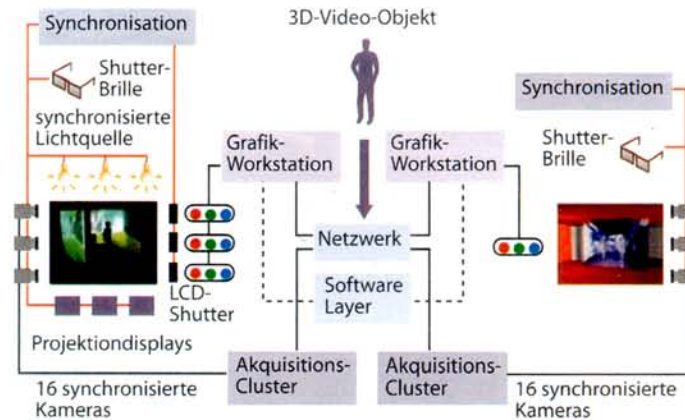 3D-Video-Objekt
Synchronisation
Shutter-
Brille
synchronisierte
Lichtquelle
Grafik-
Workstation
Grafik-
Workstation
Synchronisation
Shutter-
Brille
Netzwerk
Software
Layer
LCD-
Shutter
Projektiondisplays
Akquisitions-
Cluster
Akquisitions-
Cluster
16 synchronisierte
Kameras
16 synchronisierte
Kameras